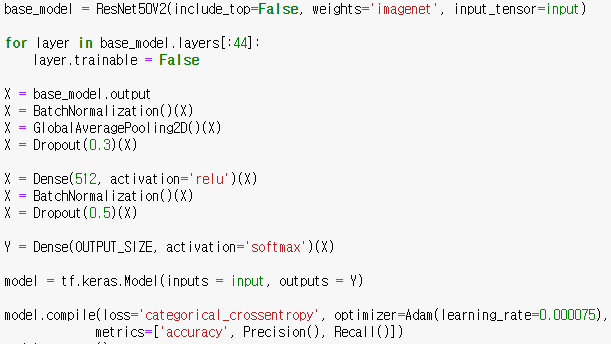 base_model = ResNet50V2(include_top=False, weights='imagenet', input_tensor=input)
for layer in base_model.layers[:44]:
    layer.trainable = False
X = base_model.output
X = BatchNormalization()(X)
X = GlobalAveragePooling2D()(X)
X = Dropout(0.3)(X)
X = Dense(512, activation='relu')(X)
X = BatchNormalization()(X)
X = Dropout(0.5)(X)
Y = Dense(OUTPUT_SIZE, activation='softmax')(X)
model = tf.keras.Model(inputs = input, outputs = Y)
model.compile(loss='categorical_crossentropy', optimizer=Adam(learning_rate=0.000075),
              metrics=['accuracy', Precision(), Recall()])